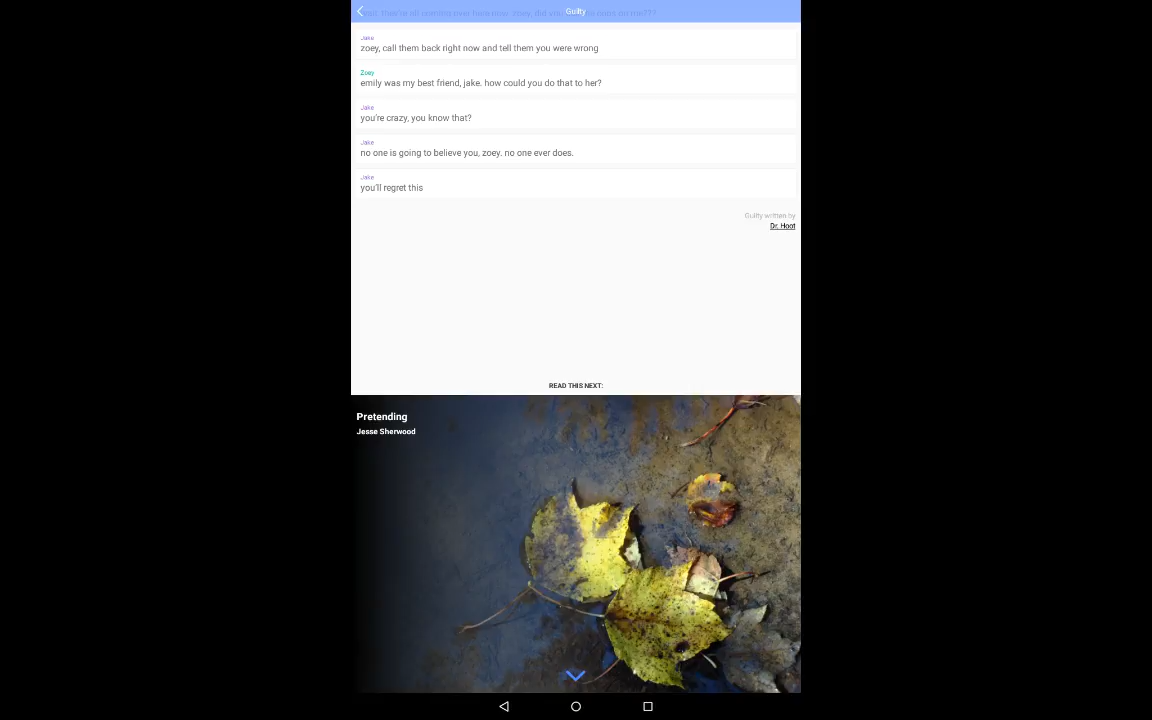 Guilty
Jake
zoey, call them back right now and tell them you were wrong
Zoey
emily was my best friend, jake. how could you do that to her?
Jake
you're crazy, you know that?
Jake
no one is going to believe you, zoey. no one ever does.
Jake
you'll regret this
Guilty written by
Dr. Hoot
READ THIS NEXT:
Pretending
Jesse Sherwood